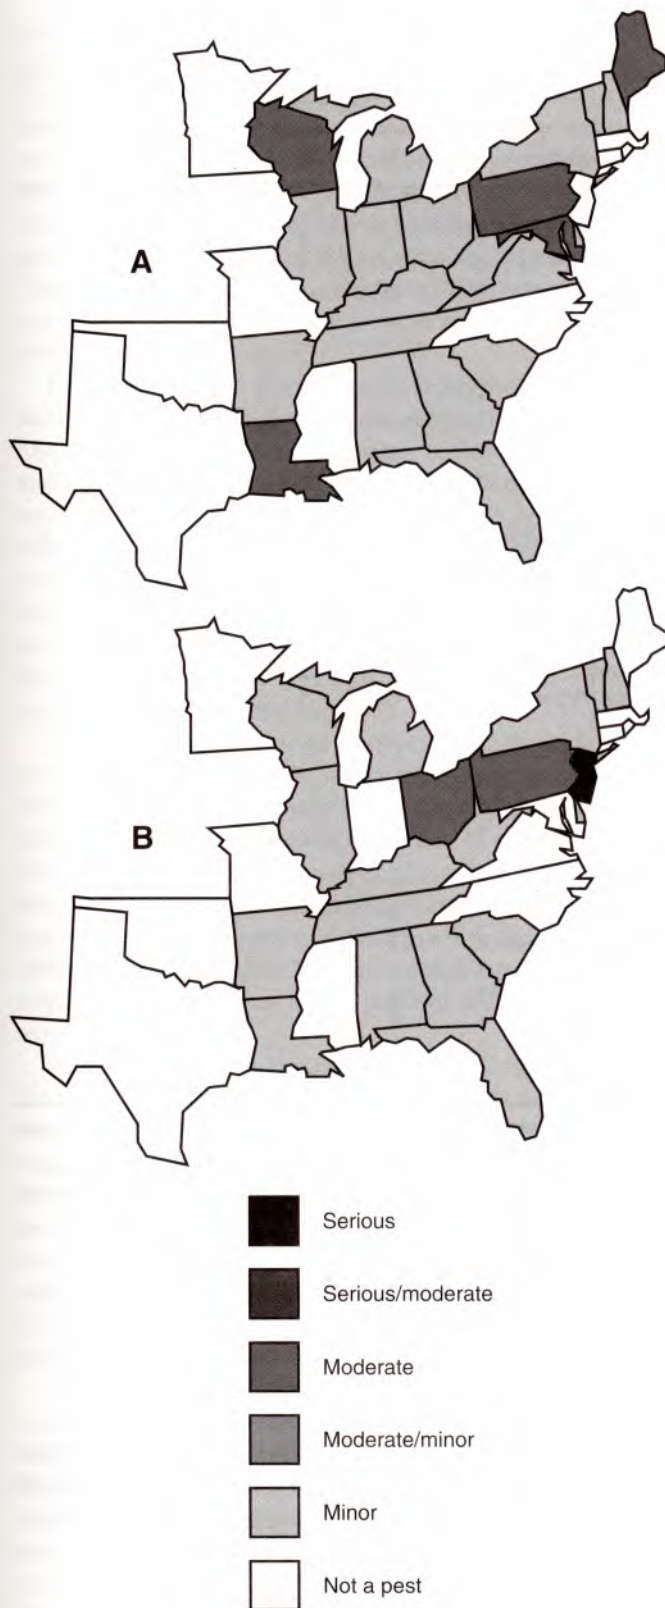 A
B
Serious
Serious/moderate
Moderate
Moderate/minor
Minor
Not a pest